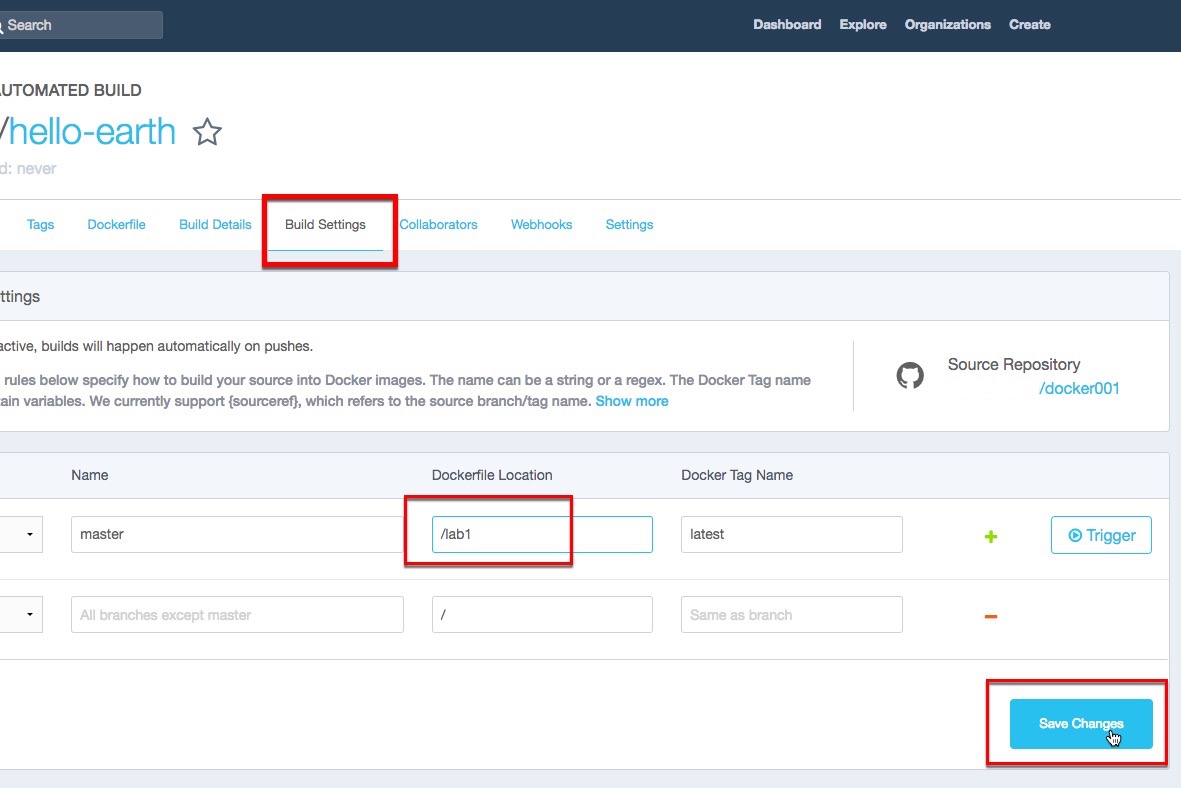 Search
Dashboard Explore Organizations Create
AUTOMATED BUILD
/hello-earth
d: never
Tags Dockerfile Build Details Build Settings Collaborators Webhooks Settings
ttings
active, builds will happen automatically on pushes.
rules below specify how to build your source into Docker images. The name can be a string or a regex. The Docker Tag name
tain variables. We currently support {sourceref}, which refers to the source branch/tag name. Show more
Source Repository
/docker001
Name Dockerfile Location Docker Tag Name
master /lab1 latest + Trigger
All branches except master / Same as branch −
Save Changes